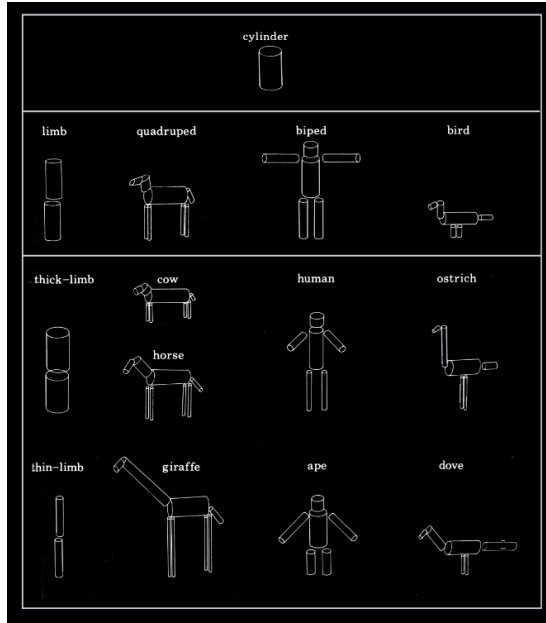 cylinder
limb quadruped biped bird
thick-limb cow human ostrich
horse
thin-limb giraffe ape dove